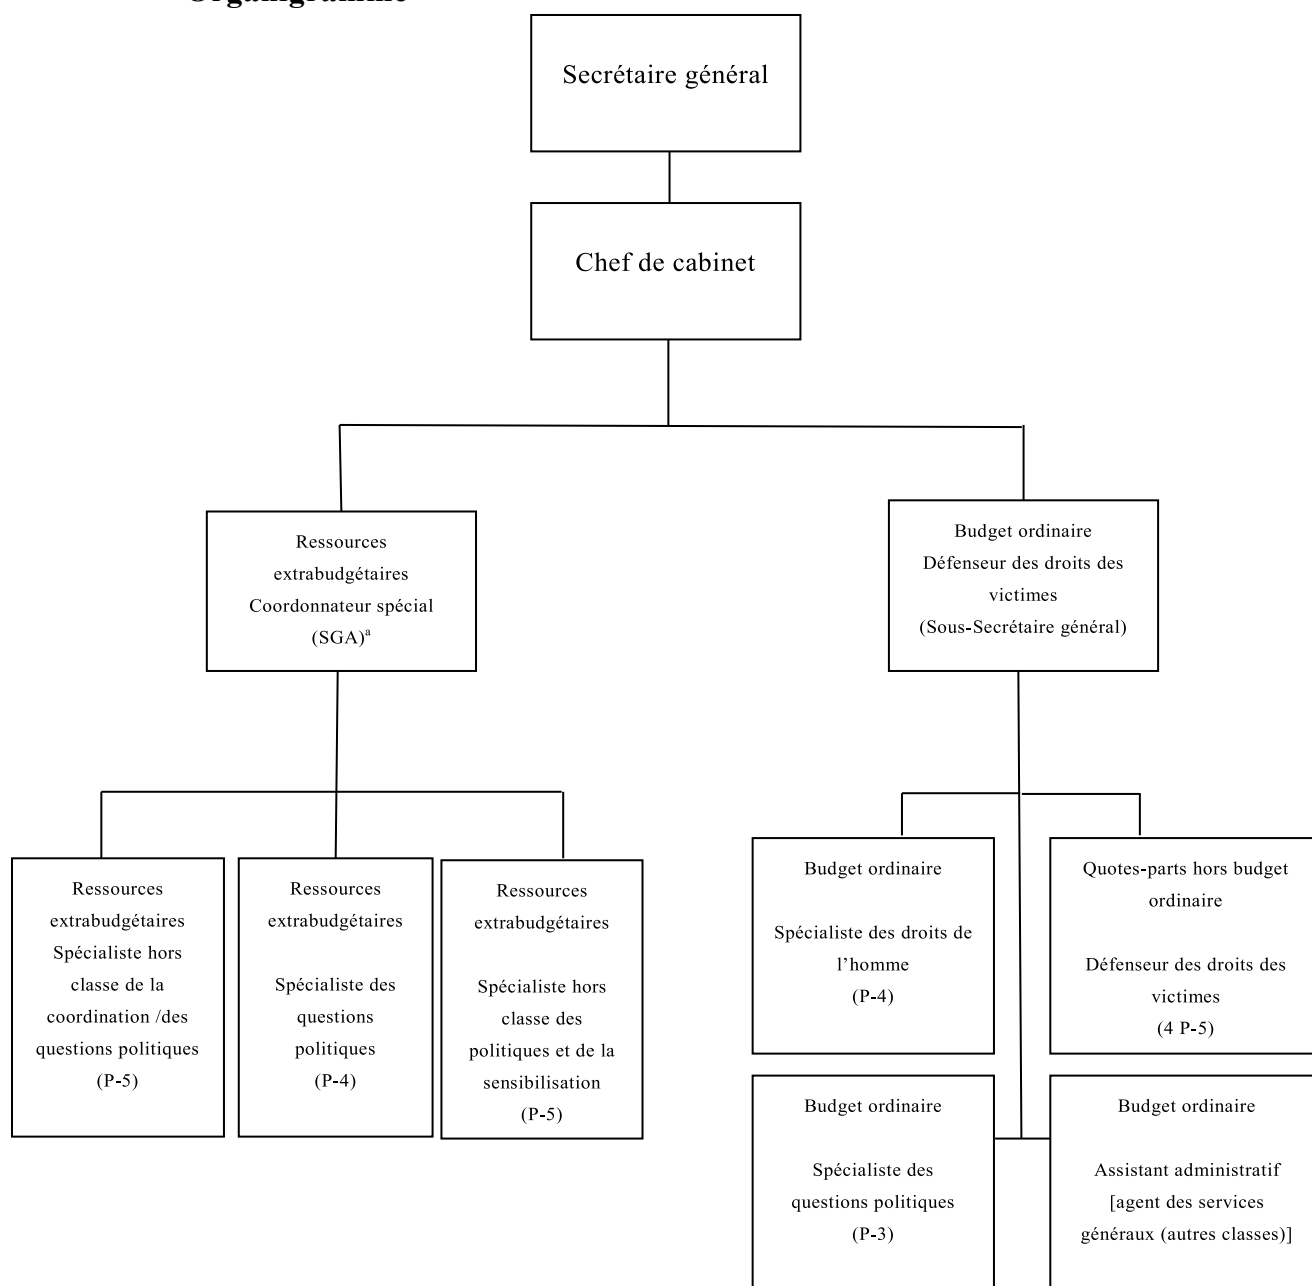 Organigramme
Secrétaire général
Chef de cabinet
Ressources
extrabudgétaires
Coordonnateur spécial
(SGA)ᵃ
Budget ordinaire
Défenseur des droits des
victimes
(Sous-Secrétaire général)
Ressources
extrabudgétaires
Spécialiste hors
classe de la
coordination /des
questions politiques
(P-5)
Ressources
extrabudgétaires
Spécialiste des
questions
politiques
(P-4)
Ressources
extrabudgétaires
Spécialiste hors
classe des
politiques et de la
sensibilisation
(P-5)
Budget ordinaire
Spécialiste des droits de
l’homme
(P-4)
Quotes-parts hors budget
ordinaire
Défenseur des droits des
victimes
(4 P-5)
Budget ordinaire
Spécialiste des
questions politiques
(P-3)
Budget ordinaire
Assistant administratif
[agent des services
généraux (autres classes)]